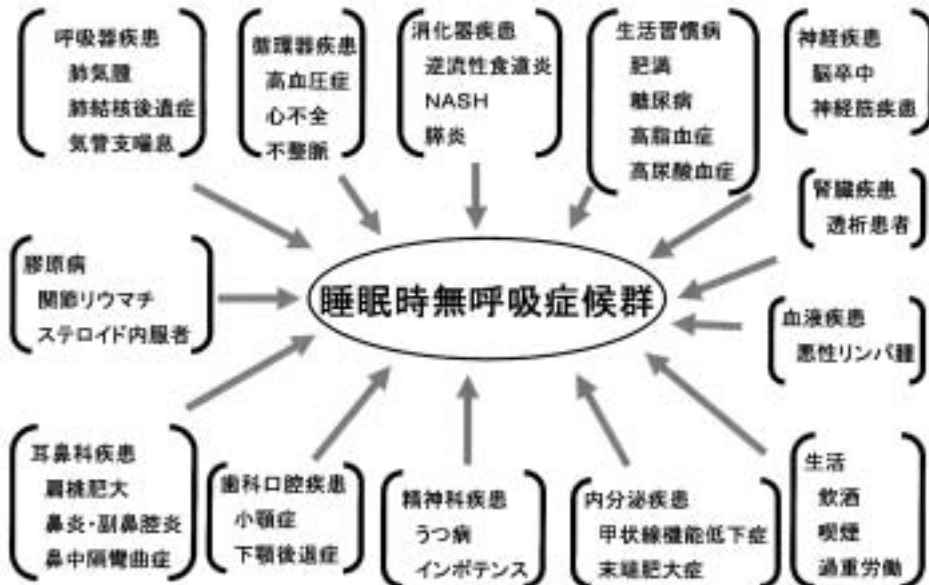 呼吸器疾患
肺気腫
肺結核後遺症
気管支喘息
循環器疾患
高血圧症
心不全
不整脈
消化器疾患
逆流性食道炎
NASH
膵炎
生活習慣病
肥満
糖尿病
高脂血症
高尿酸血症
神経疾患
脳卒中
神経筋疾患
腎臓疾患
透析患者
膠原病
関節リウマチ
ステロイド内服者
睡眠時無呼吸症候群
血液疾患
悪性リンパ腫
耳鼻科疾患
扁桃肥大
鼻炎・副鼻腔炎
鼻中隔彎曲症
歯科口腔疾患
小顎症
下顎後退症
精神科疾患
うつ病
インポテンス
内分泌疾患
甲状線機能低下症
末端肥大症
生活
飲酒
喫煙
過重労働